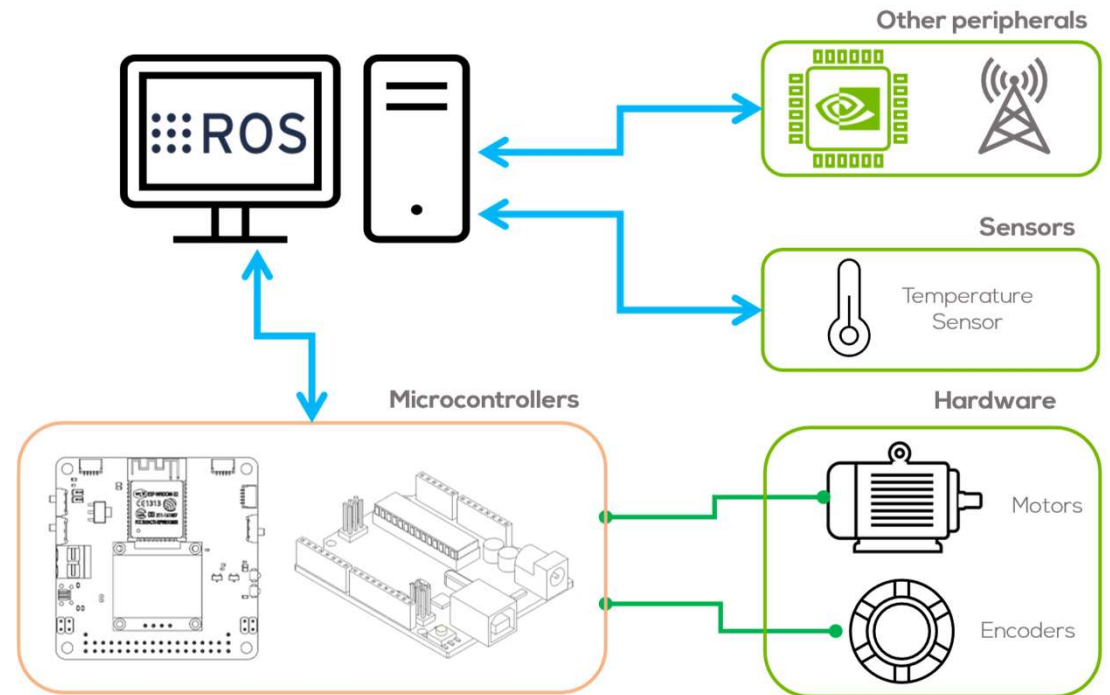 Other peripherals
ROS
Sensors
Temperature
Sensor
Microcontrollers
Hardware
Motors
Encoders